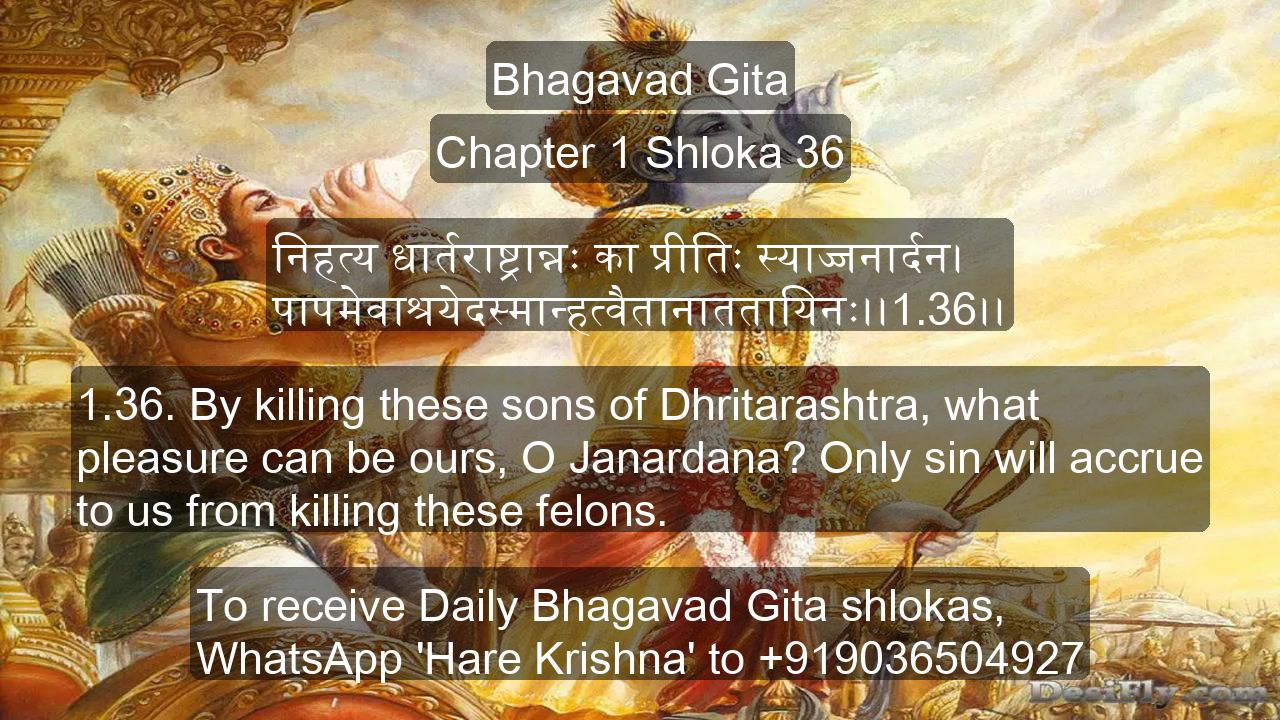 Bhagavad Gita
Chapter 1 Shloka 36
निहत्य धार्तराष्ट्रान्नः का प्रीतिः स्याज्जनार्दन।
पापमेवाश्रयेदस्मान्हत्वैतानाततायिनः।।1.36।।
1.36. By killing these sons of Dhritarashtra, what
pleasure can be ours, O Janardana? Only sin will accrue
to us from killing these felons.
To receive Daily Bhagavad Gita shlokas,
WhatsApp 'Hare Krishna' to +919036504927
DesiFly.com